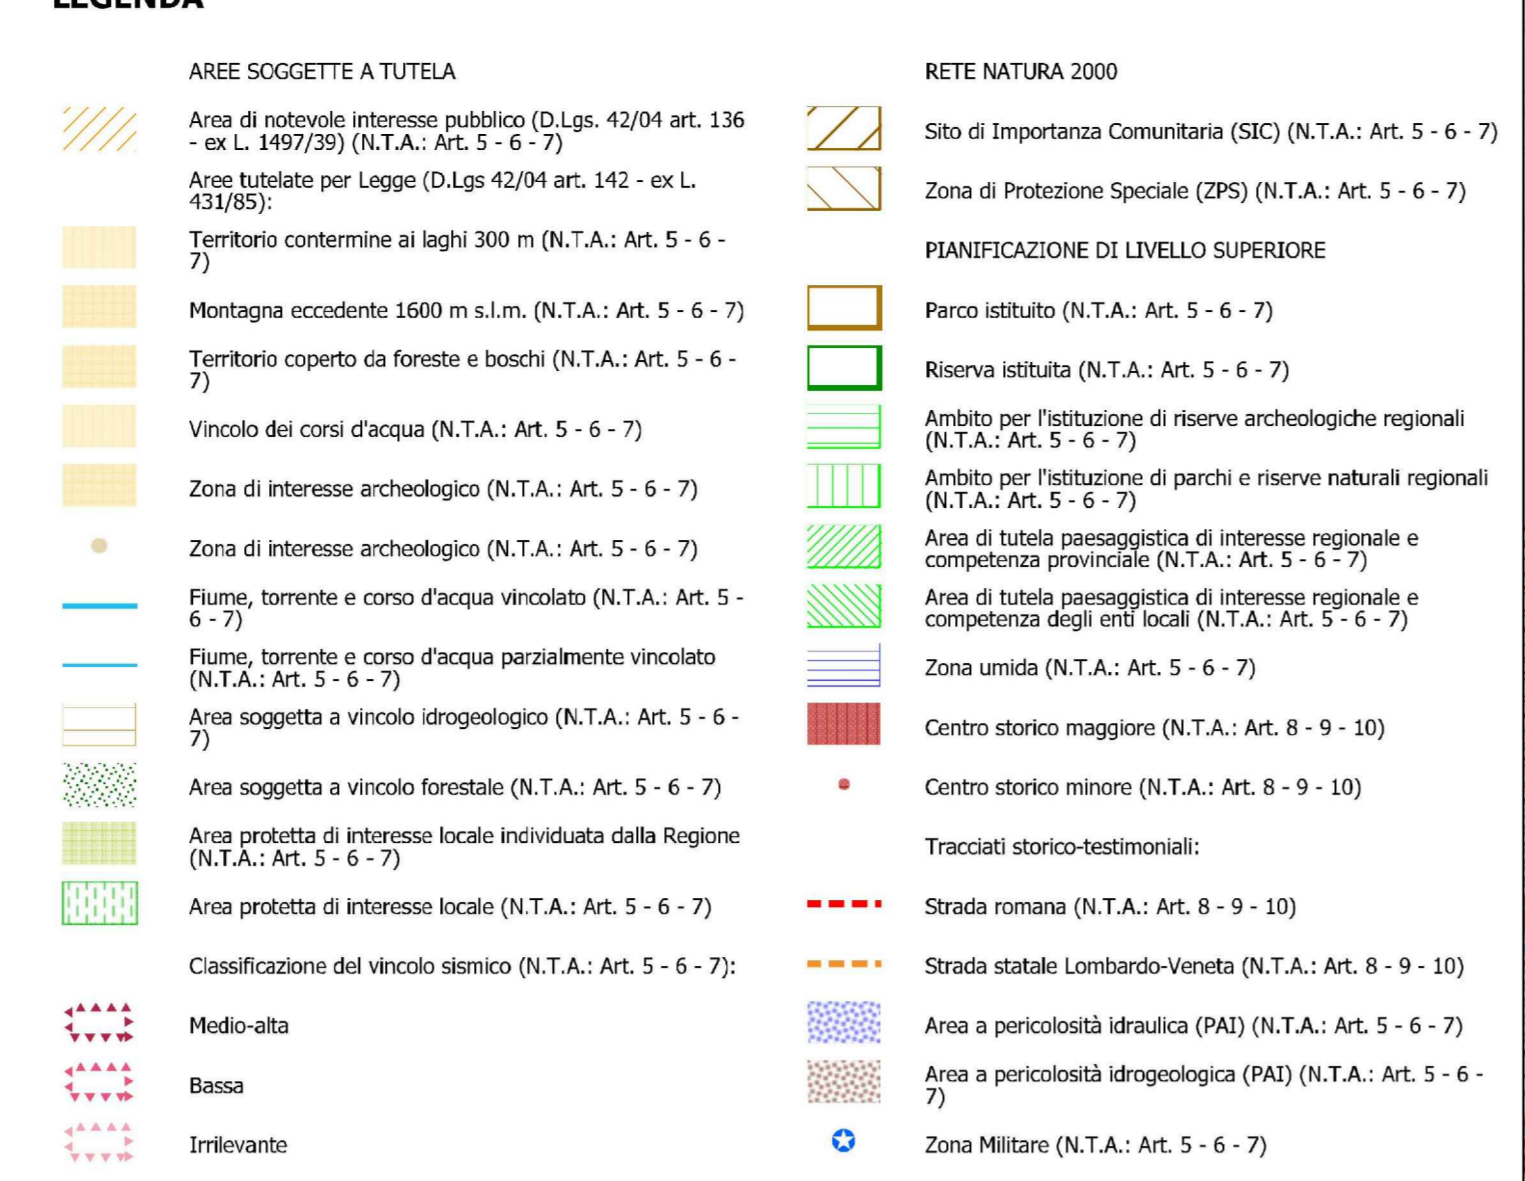 LEGENDA
AREE SOGGETTE A TUTELA
Area di notevole interesse pubblico (D.Lgs. 42/04 art. 136
- ex L. 1497/39) (N.T.A.: Art. 5 - 6 - 7)
Aree tutelate per Legge (D.Lgs 42/04 art. 142 - ex L.
431/85):
Territorio contermine ai laghi 300 m (N.T.A.: Art. 5 - 6 -
7)
Montagna eccedente 1600 m s.l.m. (N.T.A.: Art. 5 - 6 - 7)
Territorio coperto da foreste e boschi (N.T.A.: Art. 5 - 6 -
7)
Vincolo dei corsi d'acqua (N.T.A.: Art. 5 - 6 - 7)
Zona di interesse archeologico (N.T.A.: Art. 5 - 6 - 7)
Zona di interesse archeologico (N.T.A.: Art. 5 - 6 - 7)
Fiume, torrente e corso d'acqua vincolato (N.T.A.: Art. 5 -
6 - 7)
Fiume, torrente e corso d'acqua parzialmente vincolato
(N.T.A.: Art. 5 - 6 - 7)
Area soggetta a vincolo idrogeologico (N.T.A.: Art. 5 - 6 -
7)
Area soggetta a vincolo forestale (N.T.A.: Art. 5 - 6 - 7)
Area protetta di interesse locale individuata dalla Regione
(N.T.A.: Art. 5 - 6 - 7)
Area protetta di interesse locale (N.T.A.: Art. 5 - 6 - 7)
Classificazione del vincolo sismico (N.T.A.: Art. 5 - 6 - 7):
Medio-alta
Bassa
Irrilevante
RETE NATURA 2000
Sito di Importanza Comunitaria (SIC) (N.T.A.: Art. 5 - 6 - 7)
Zona di Protezione Speciale (ZPS) (N.T.A.: Art. 5 - 6 - 7)
PIANIFICAZIONE DI LIVELLO SUPERIORE
Parco istituito (N.T.A.: Art. 5 - 6 - 7)
Riserva istituita (N.T.A.: Art. 5 - 6 - 7)
Ambito per l'istituzione di riserve archeologiche regionali
(N.T.A.: Art. 5 - 6 - 7)
Ambito per l'istituzione di parchi e riserve naturali regionali
(N.T.A.: Art. 5 - 6 - 7)
Area di tutela paesaggistica di interesse regionale e
competenza provinciale (N.T.A.: Art. 5 - 6 - 7)
Area di tutela paesaggistica di interesse regionale e
competenza degli enti locali (N.T.A.: Art. 5 - 6 - 7)
Zona umida (N.T.A.: Art. 5 - 6 - 7)
Centro storico maggiore (N.T.A.: Art. 8 - 9 - 10)
Centro storico minore (N.T.A.: Art. 8 - 9 - 10)
Tracciati storico-testimoniali:
Strada romana (N.T.A.: Art. 8 - 9 - 10)
Strada statale Lombardo-Veneta (N.T.A.: Art. 8 - 9 - 10)
Area a pericolosità idraulica (PAI) (N.T.A.: Art. 5 - 6 - 7)
Area a pericolosità idrogeologica (PAI) (N.T.A.: Art. 5 - 6 -
7)
Zona Militare (N.T.A.: Art. 5 - 6 - 7)